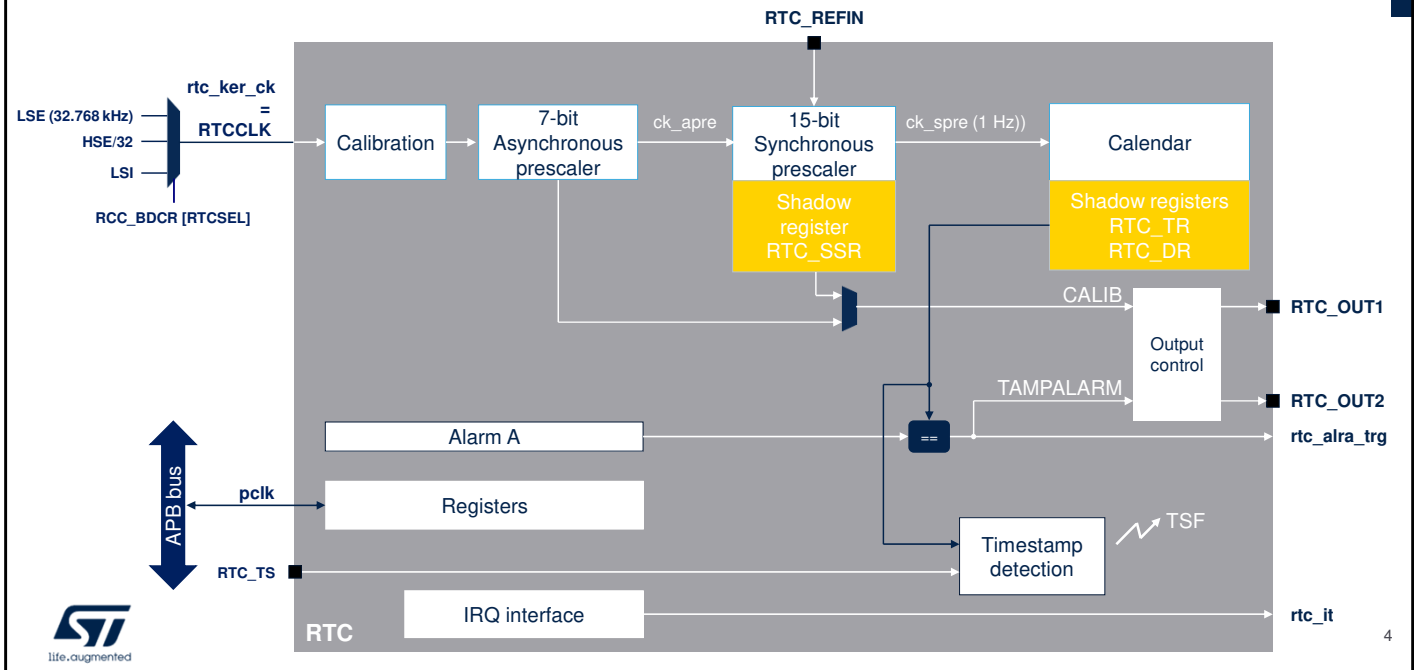 RTC_REFIN
rtc_ker_ck
=
RTCCLK
LSE (32.768 kHz)
HSE/32
LSI
RCC_BDCR [RTCSEL]
Calibration
7-bit
Asynchronous
prescaler
ck_apre
15-bit
Synchronous
prescaler
Shadow
register
RTC_SSR
ck_spre (1 Hz))
Calendar
Shadow registers
RTC_TR
RTC_DR
CALIB
Output
control
RTC_OUT1
TAMPALARM
RTC_OUT2
Alarm A
==
rtc_alra_trg
APB bus
pclk
Registers
TSF
Timestamp
detection
RTC_TS
IRQ interface
rtc_it
RTC
ST
life.augmented
4